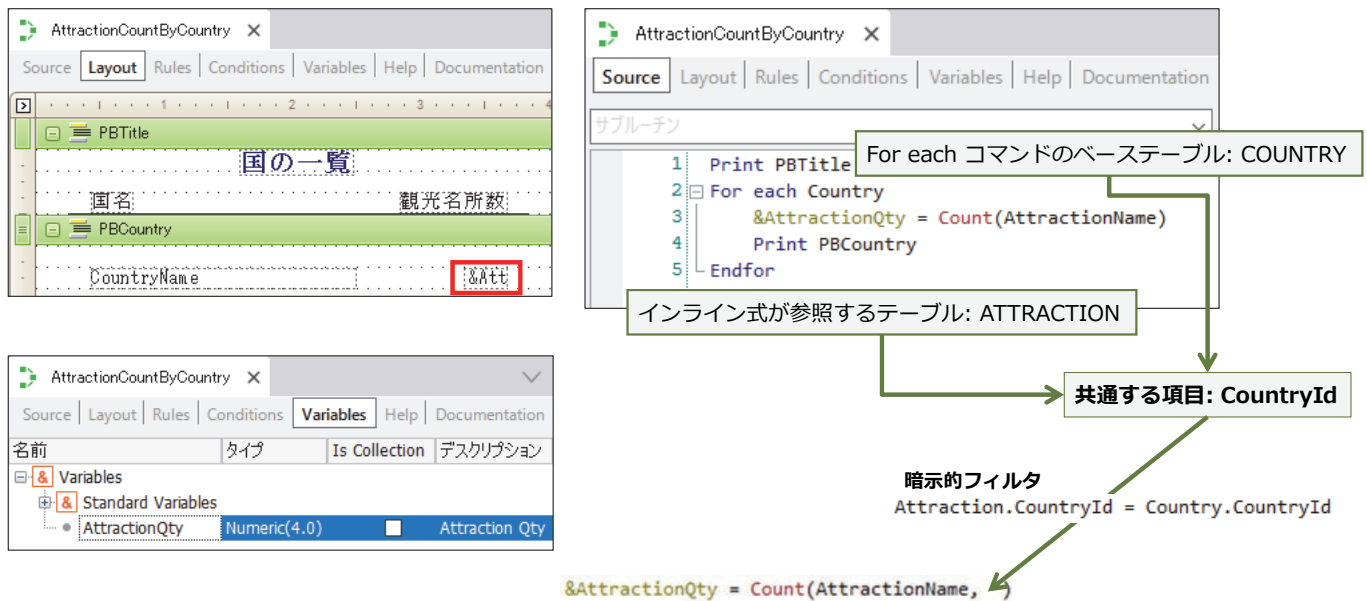 AttractionCountByCountry
Source Layout Rules Conditions Variables Help Documentation
1 2 3 4
PBTitle
国の一覧
国名 観光名所数
PBCountry
CountryName &Att
AttractionCountByCountry
Source Layout Rules Conditions Variables Help Documentation
サブルーチン
For each コマンドのベーステーブル: COUNTRY
1 Print PBTitle
2 For each Country
3 &AttractionQty = Count(AttractionName)
4 Print PBCountry
5 Endfor
インライン式が参照するテーブル: ATTRACTION
AttractionCountByCountry
Source Layout Rules Conditions Variables Help Documentation
名前 タイプ Is Collection デスクリプション
& Variables
& Standard Variables
AttractionQty Numeric(4.0) Attraction Qty
共通する項目: CountryId
暗示的フィルタ
Attraction.CountryId = Country.CountryId
&AttractionQty = Count(AttractionName, )